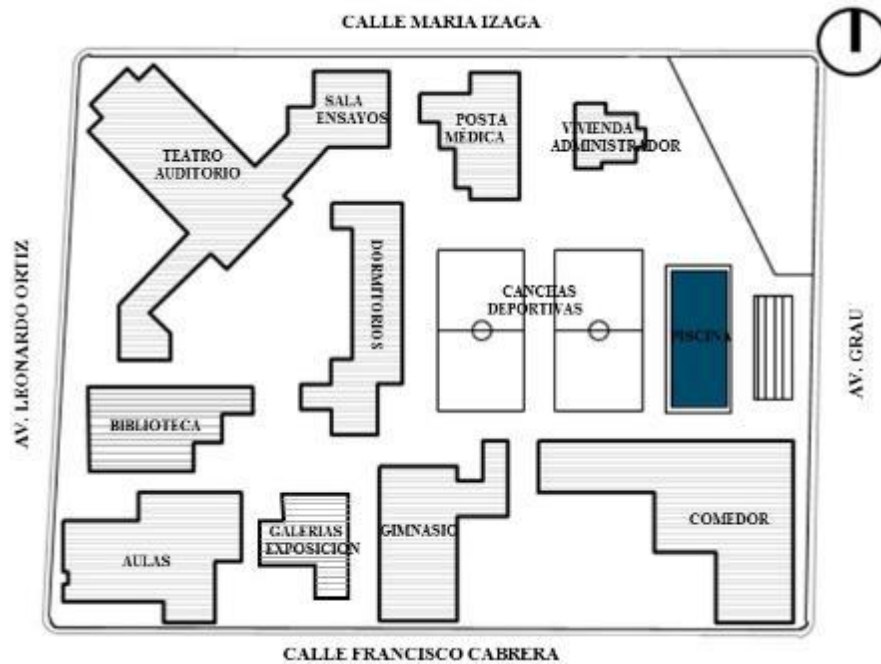 CALLE MARIA IZAGA
SALA
ENSAYOS
POSTA
MÉDICA
VIVIENDA
ADMINISTRADOR
TEATRO
AUDITORIO
DORMITORIOS
CANCHAS
DEPORTIVAS
PISCINA
AV. LEONARDO ORTIZ
AV. GRAU
BIBLIOTECA
AULAS
GALERIAS
EXPOSICION
GIMNASIO
COMEDOR
CALLE FRANCISCO CABRERA